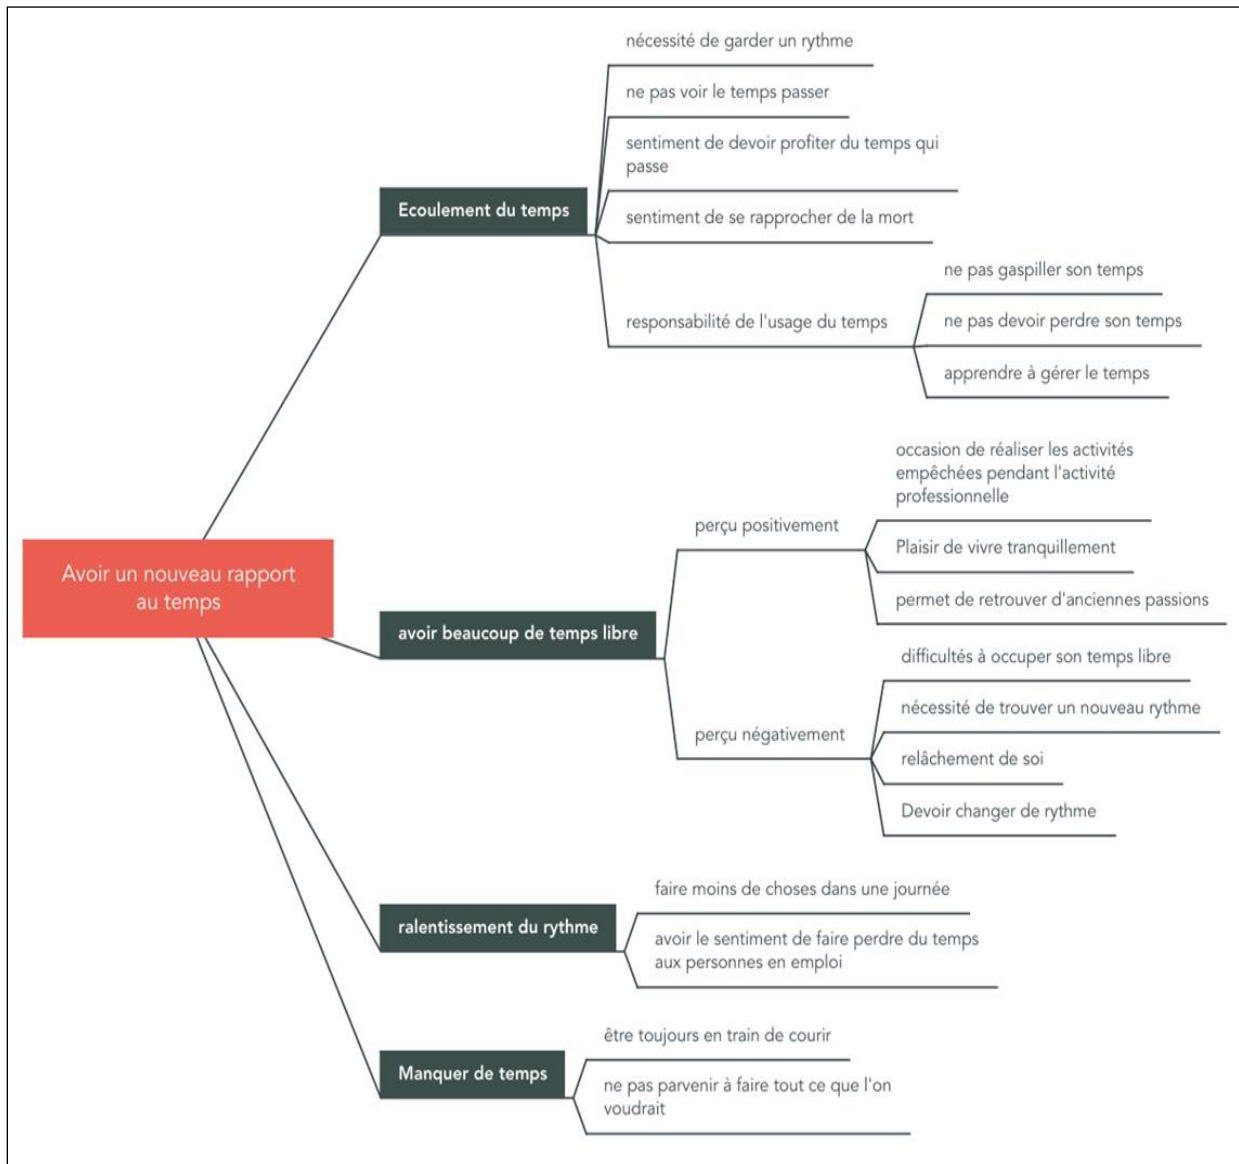 Avoir un nouveau rapport
au temps
Ecoulement du temps
nécessité de garder un rythme
ne pas voir le temps passer
sentiment de devoir profiter du temps qui
passe
sentiment de se rapprocher de la mort
responsabilité de l'usage du temps
ne pas gaspiller son temps
ne pas devoir perdre son temps
apprendre à gérer le temps
avoir beaucoup de temps libre
perçu positivement
occasion de réaliser les activités
empêchées pendant l'activité
professionnelle
Plaisir de vivre tranquillement
permet de retrouver d'anciennes passions
perçu négativement
difficultés à occuper son temps libre
nécessité de trouver un nouveau rythme
relâchement de soi
Devoir changer de rythme
ralentissement du rythme
faire moins de choses dans une journée
avoir le sentiment de faire perdre du temps
aux personnes en emploi
Manquer de temps
être toujours en train de courir
ne pas parvenir à faire tout ce que l'on
voudrait